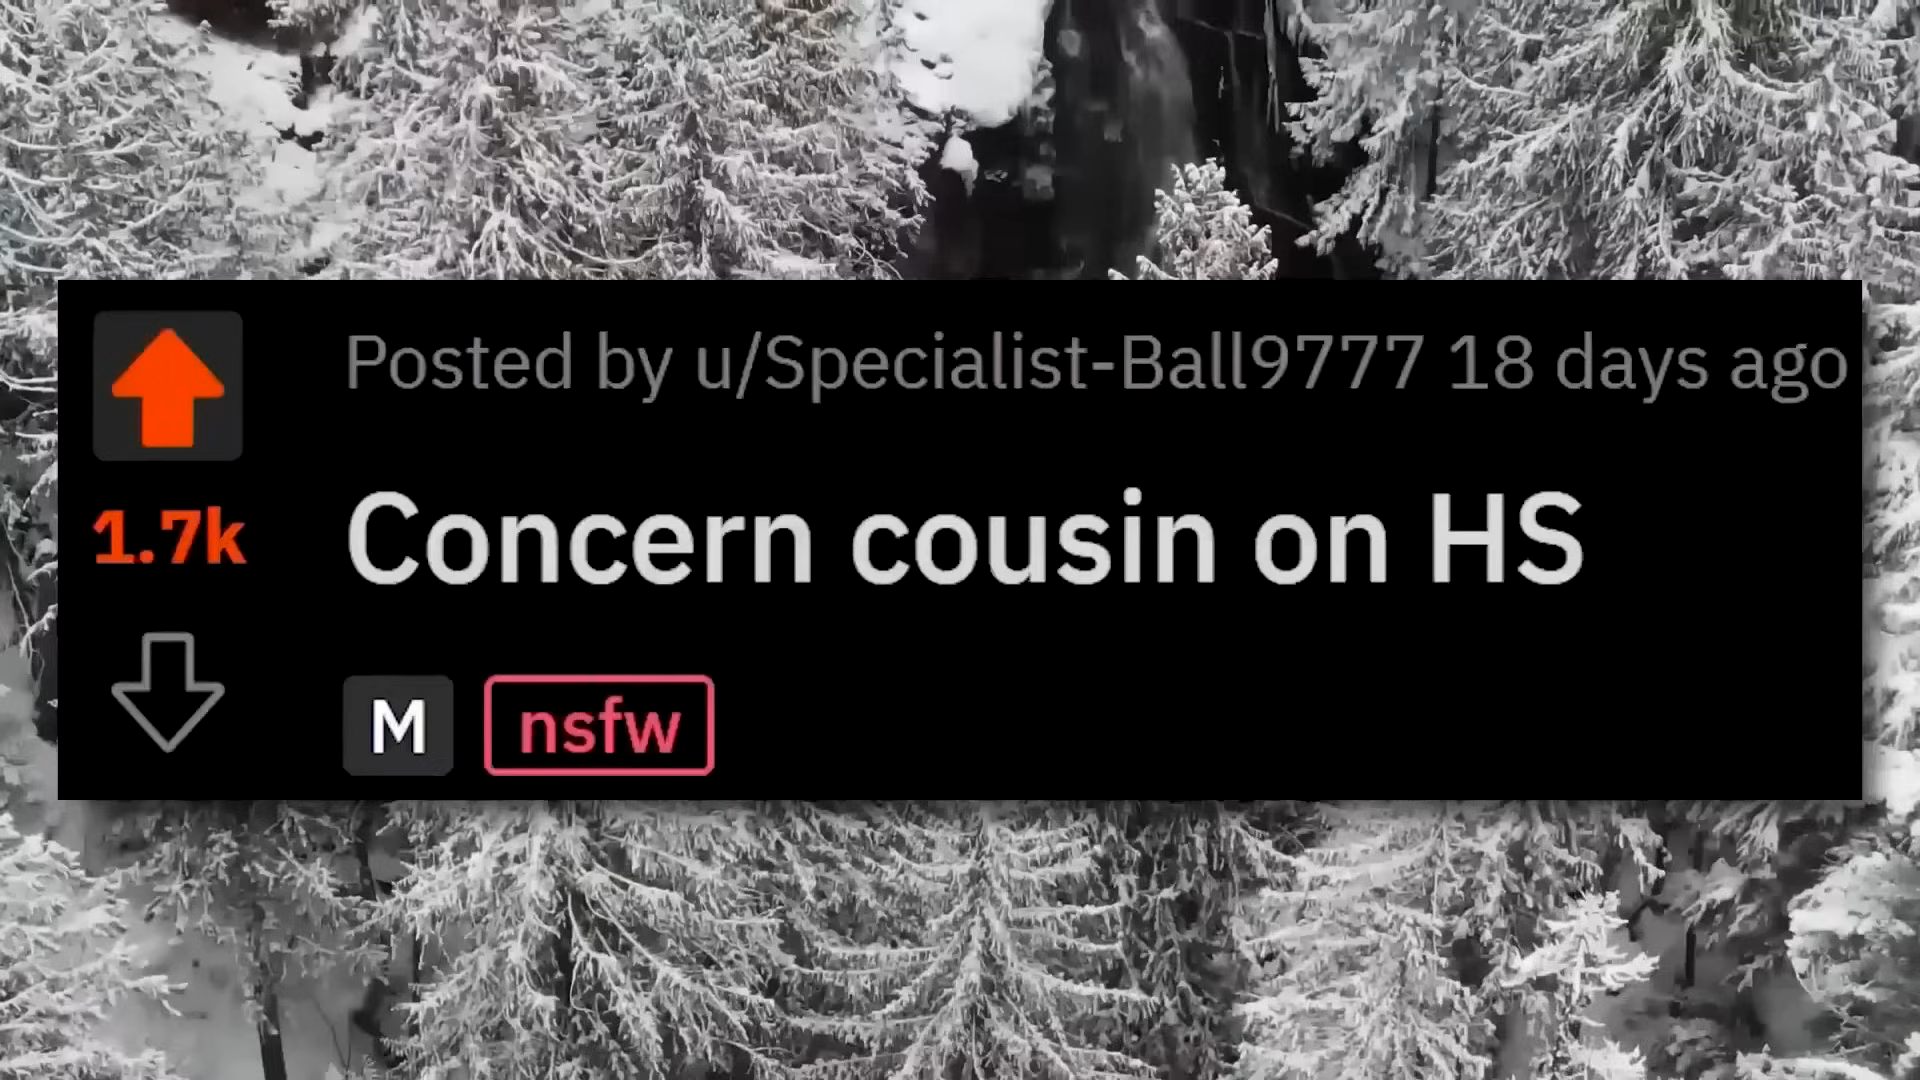 Posted by u/Specialist-Ball9777 18 days ago
1.7k
Concern cousin on HS
M nsfw